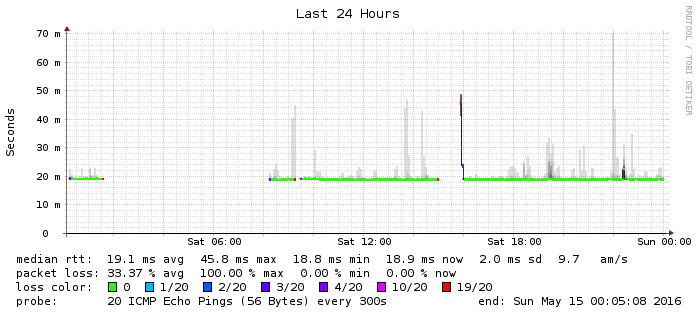 Last 24 Hours
RRDTOOL / TOBI OETIKER
Seconds
70 m
60 m
50 m
40 m
30 m
20 m
10 m
0
Sat 06:00 Sat 12:00 Sat 18:00 Sun 00:00
median rtt: 19.1 ms avg 45.8 ms max 18.8 ms min 18.9 ms now 2.0 ms sd 9.7 am/s
packet loss: 33.37 % avg 100.00 % max 0.00 % min 0.00 % now
loss color: 0 1/20 2/20 3/20 4/20 10/20 19/20
probe: 20 ICMP Echo Pings (56 Bytes) every 300s end: Sun May 15 00:05:08 2016